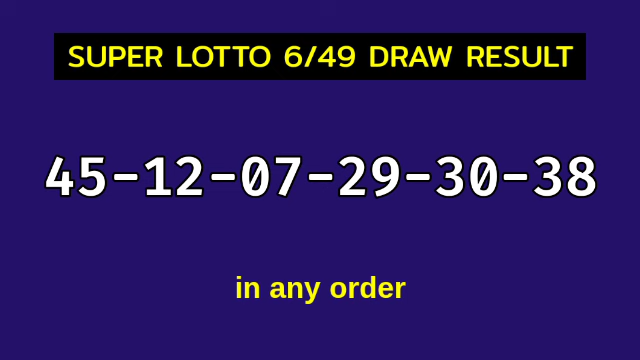 SUPER LOTTO 6/49 DRAW RESULT
45-12-07-29-30-38
in any order